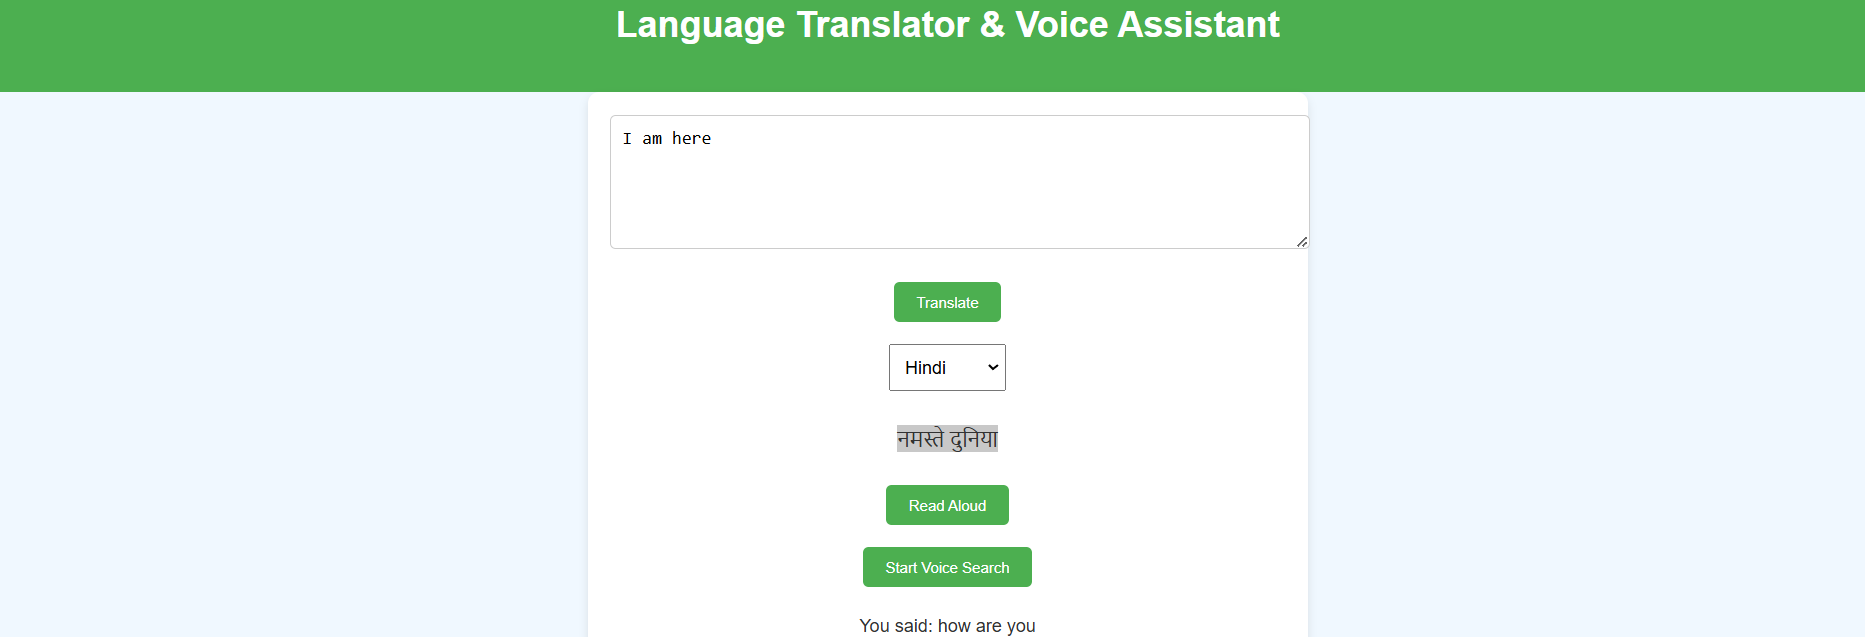 Language Translator & Voice Assistant
I am here
Translate
Hindi
नमस्ते दुनिया
Read Aloud
Start Voice Search
You said: how are you